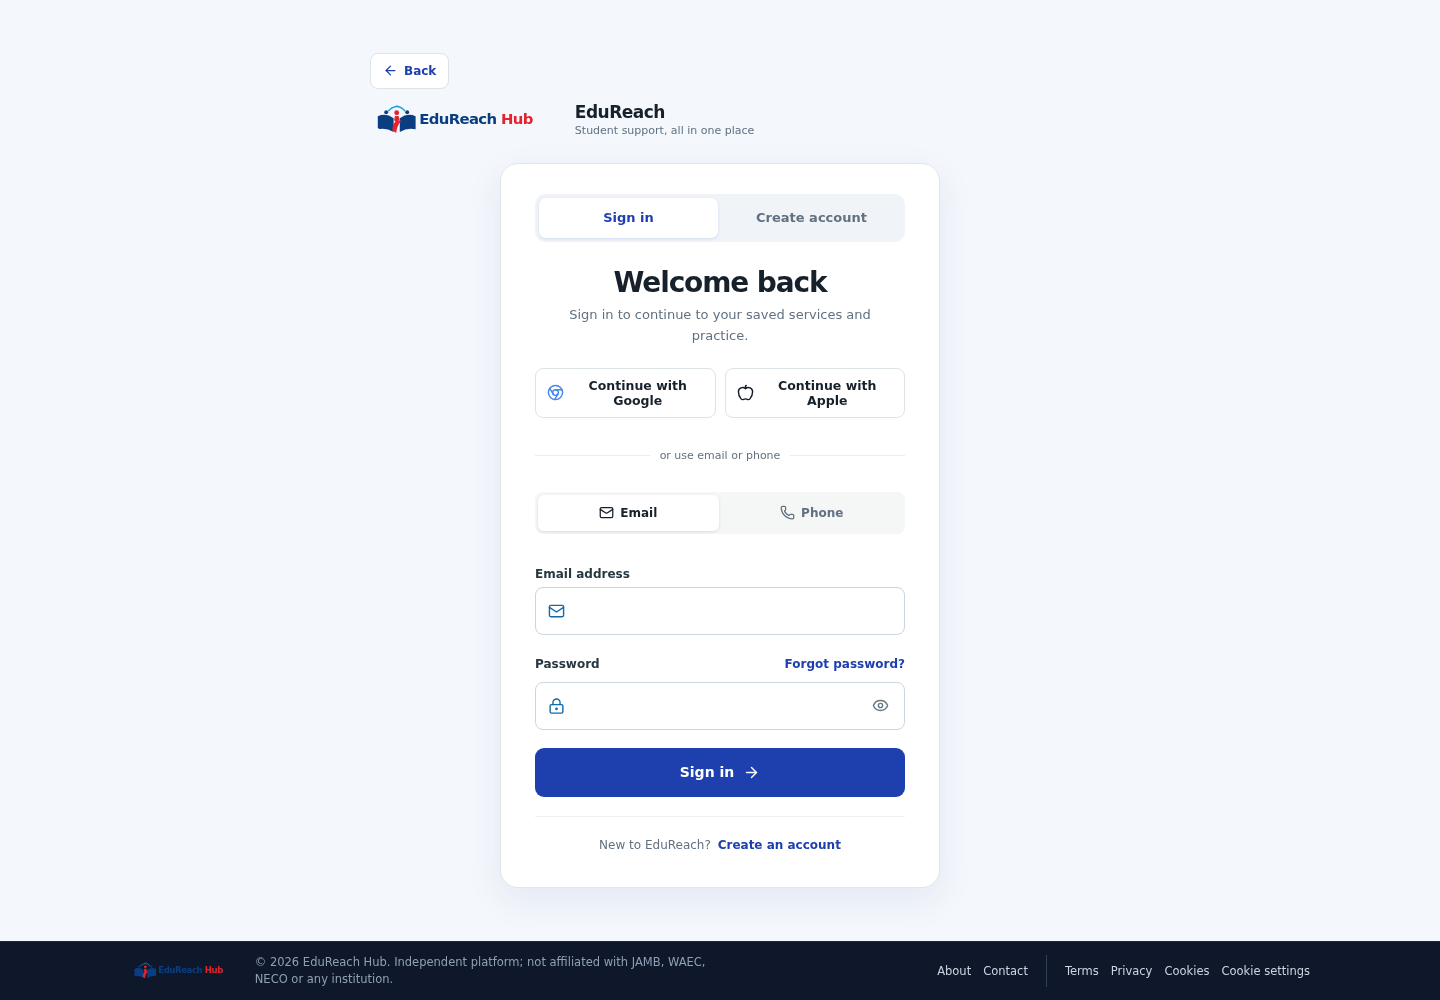 Back
EduReach Hub
EduReach
Student support, all in one place
Sign in
Create account
Welcome back
Sign in to continue to your saved services and
practice.
Continue with
Google
Continue with
Apple
or use email or phone
Email
Phone
Email address
Password
Forgot password?
Sign in
New to EduReach? Create an account
EduReach Hub
© 2026 EduReach Hub. Independent platform; not affiliated with JAMB, WAEC,
NECO or any institution.
About
Contact
Terms
Privacy
Cookies
Cookie settings